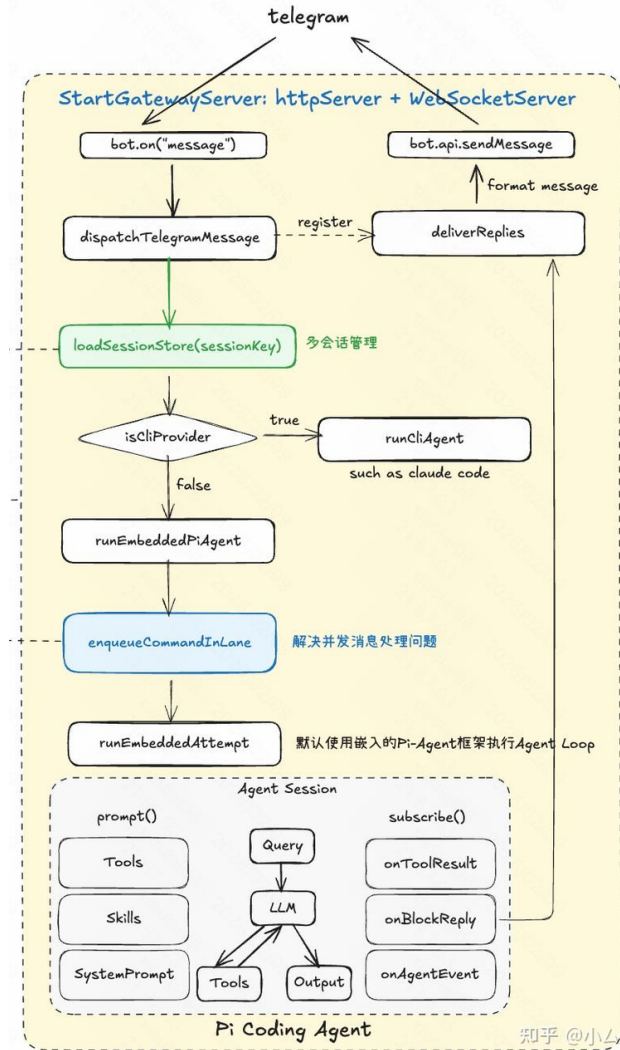 telegram
StartGatewayServer: httpServer + WebSocketServer
bot.on("message")
bot.api.sendMessage
format message
dispatchTelegramMessage
register
deliverReplies
loadSessionStore(sessionKey)
多会话管理
isCliProvider
true
runCliAgent
such as claude code
false
runEmbeddedPiAgent
enqueueCommandInLane
解决并发消息处理问题
runEmbeddedAttempt
默认使用嵌入的Pi-Agent框架执行Agent Loop
Agent Session
prompt()
subscribe()
Query
Tools
onToolResult
LLM
Skills
onBlockReply
SystemPrompt
Tools
Output
onAgentEvent
Pi Coding Agent
知乎 @小厶